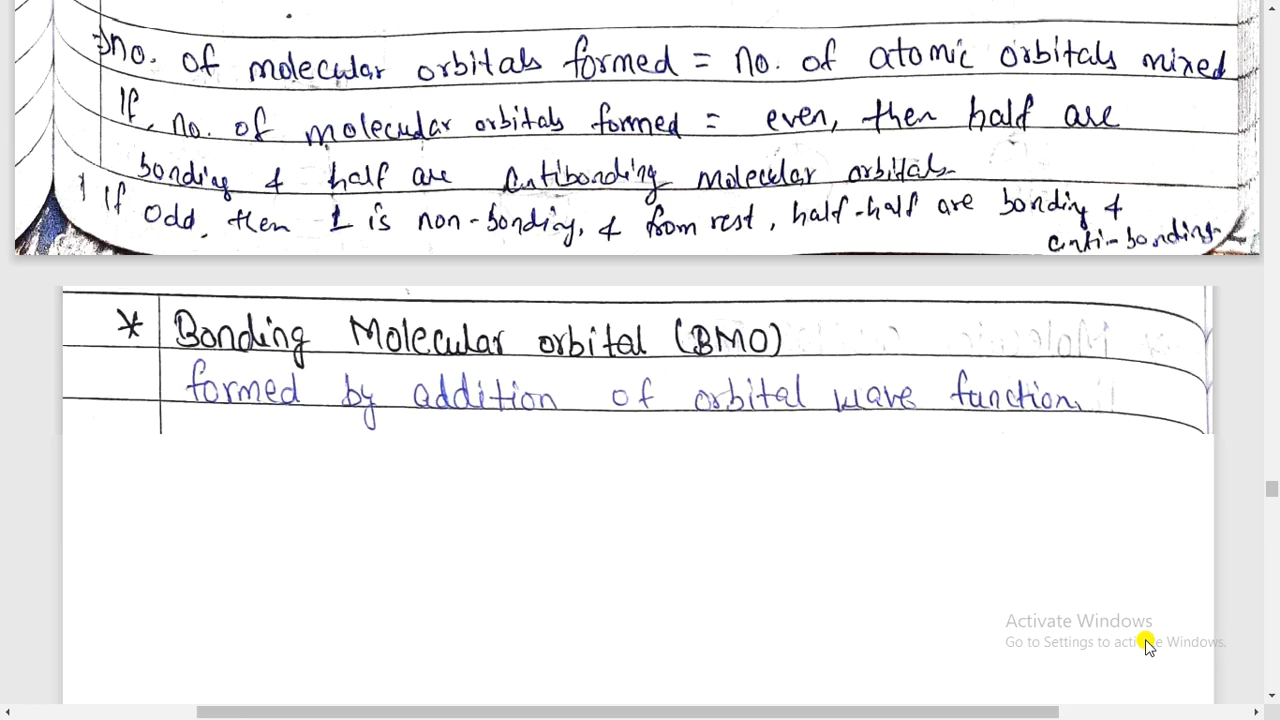 ⇒ no. of molecular orbitals formed = no. of atomic orbitals mixed
If, no. of molecular orbitals formed = even, then half are
bonding & half are antibonding molecular orbitals
If odd, then 1 is non-bonding, & from rest, half-half are bonding &
anti-bonding
* Bonding Molecular orbital (BMO)
formed by addition of orbital wave function.
Activate Windows
Go to Settings to activate Windows.